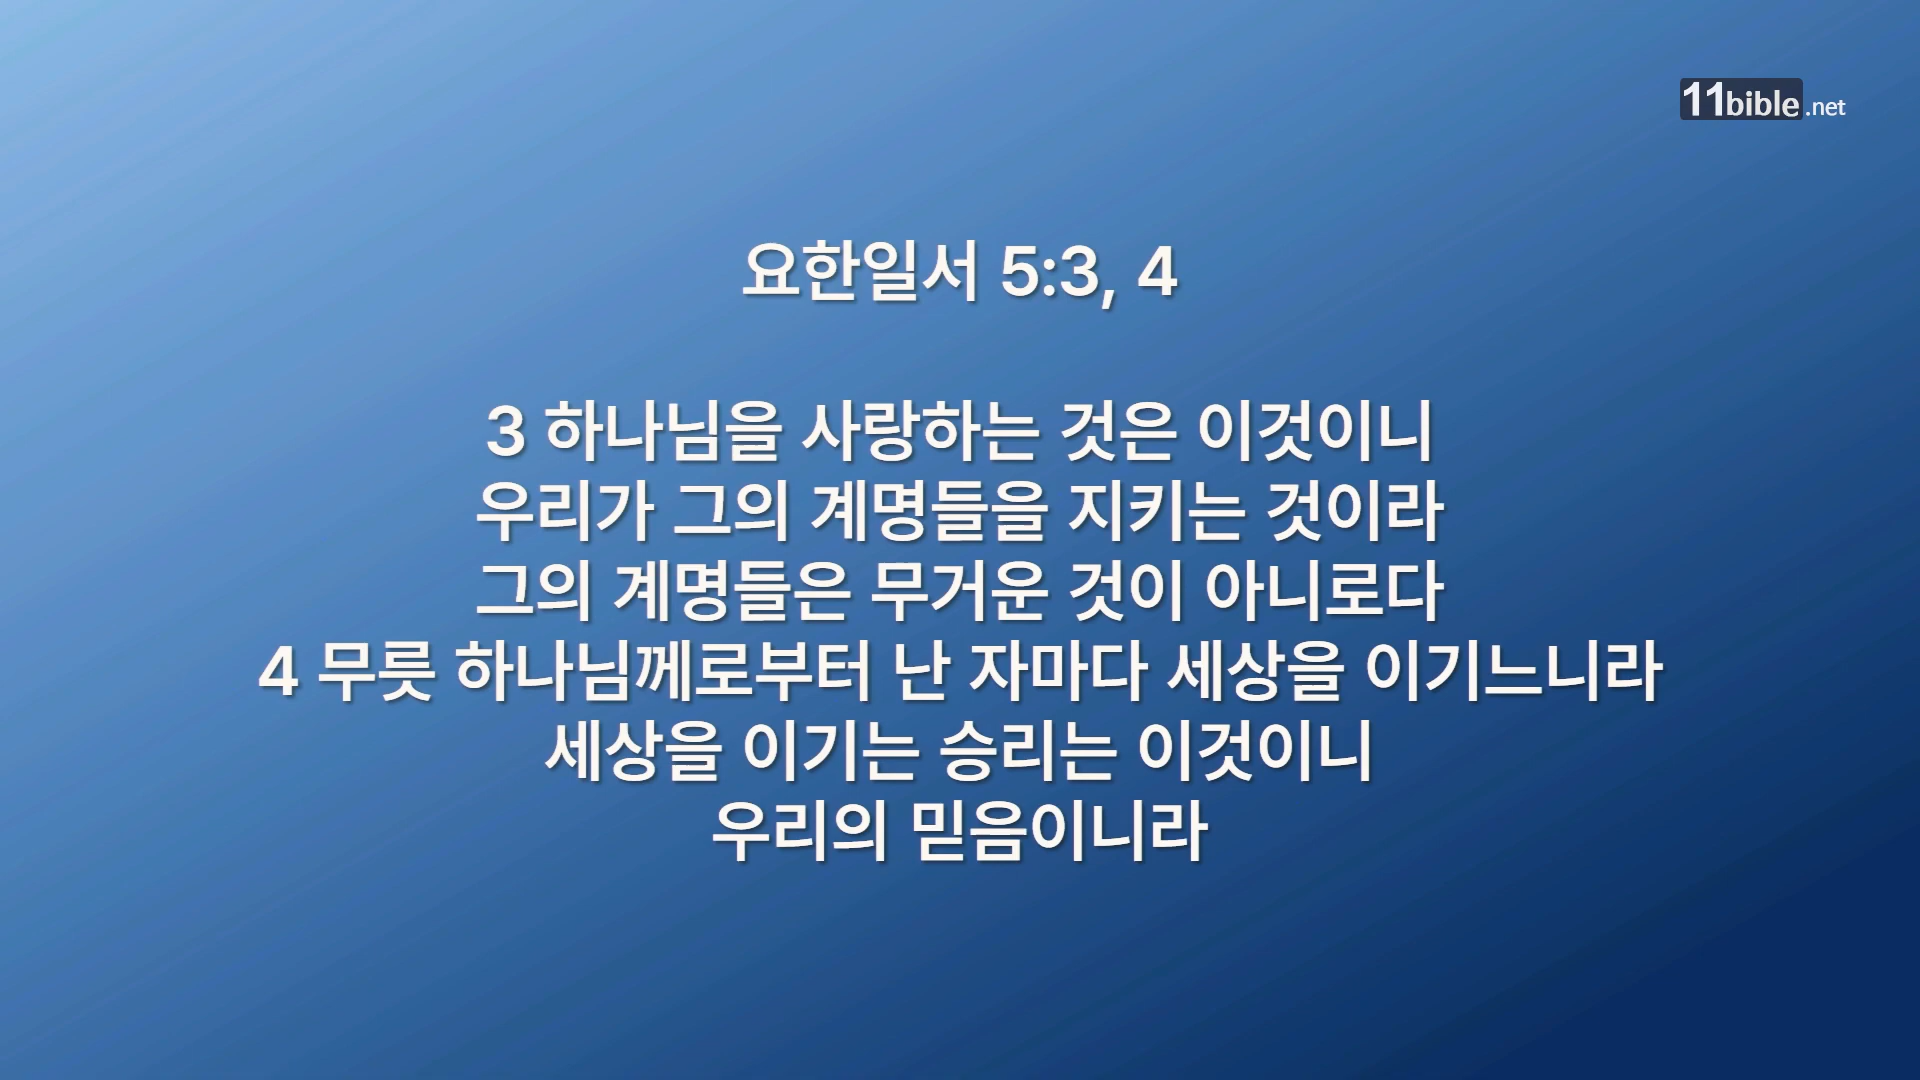 11bible.net
요한일서 5:3, 4
3 하나님을 사랑하는 것은 이것이니
우리가 그의 계명들을 지키는 것이라
그의 계명들은 무거운 것이 아니로다
4 무릇 하나님께로부터 난 자마다 세상을 이기느니라
세상을 이기는 승리는 이것이니
우리의 믿음이니라